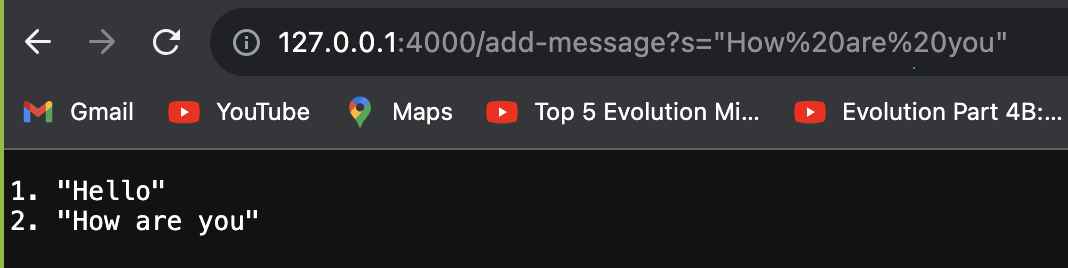 127.0.0.1:4000/add-message?s="How%20are%20you"
Gmail YouTube Maps Top 5 Evolution Mi... Evolution Part 4B:...
1. "Hello"
2. "How are you"